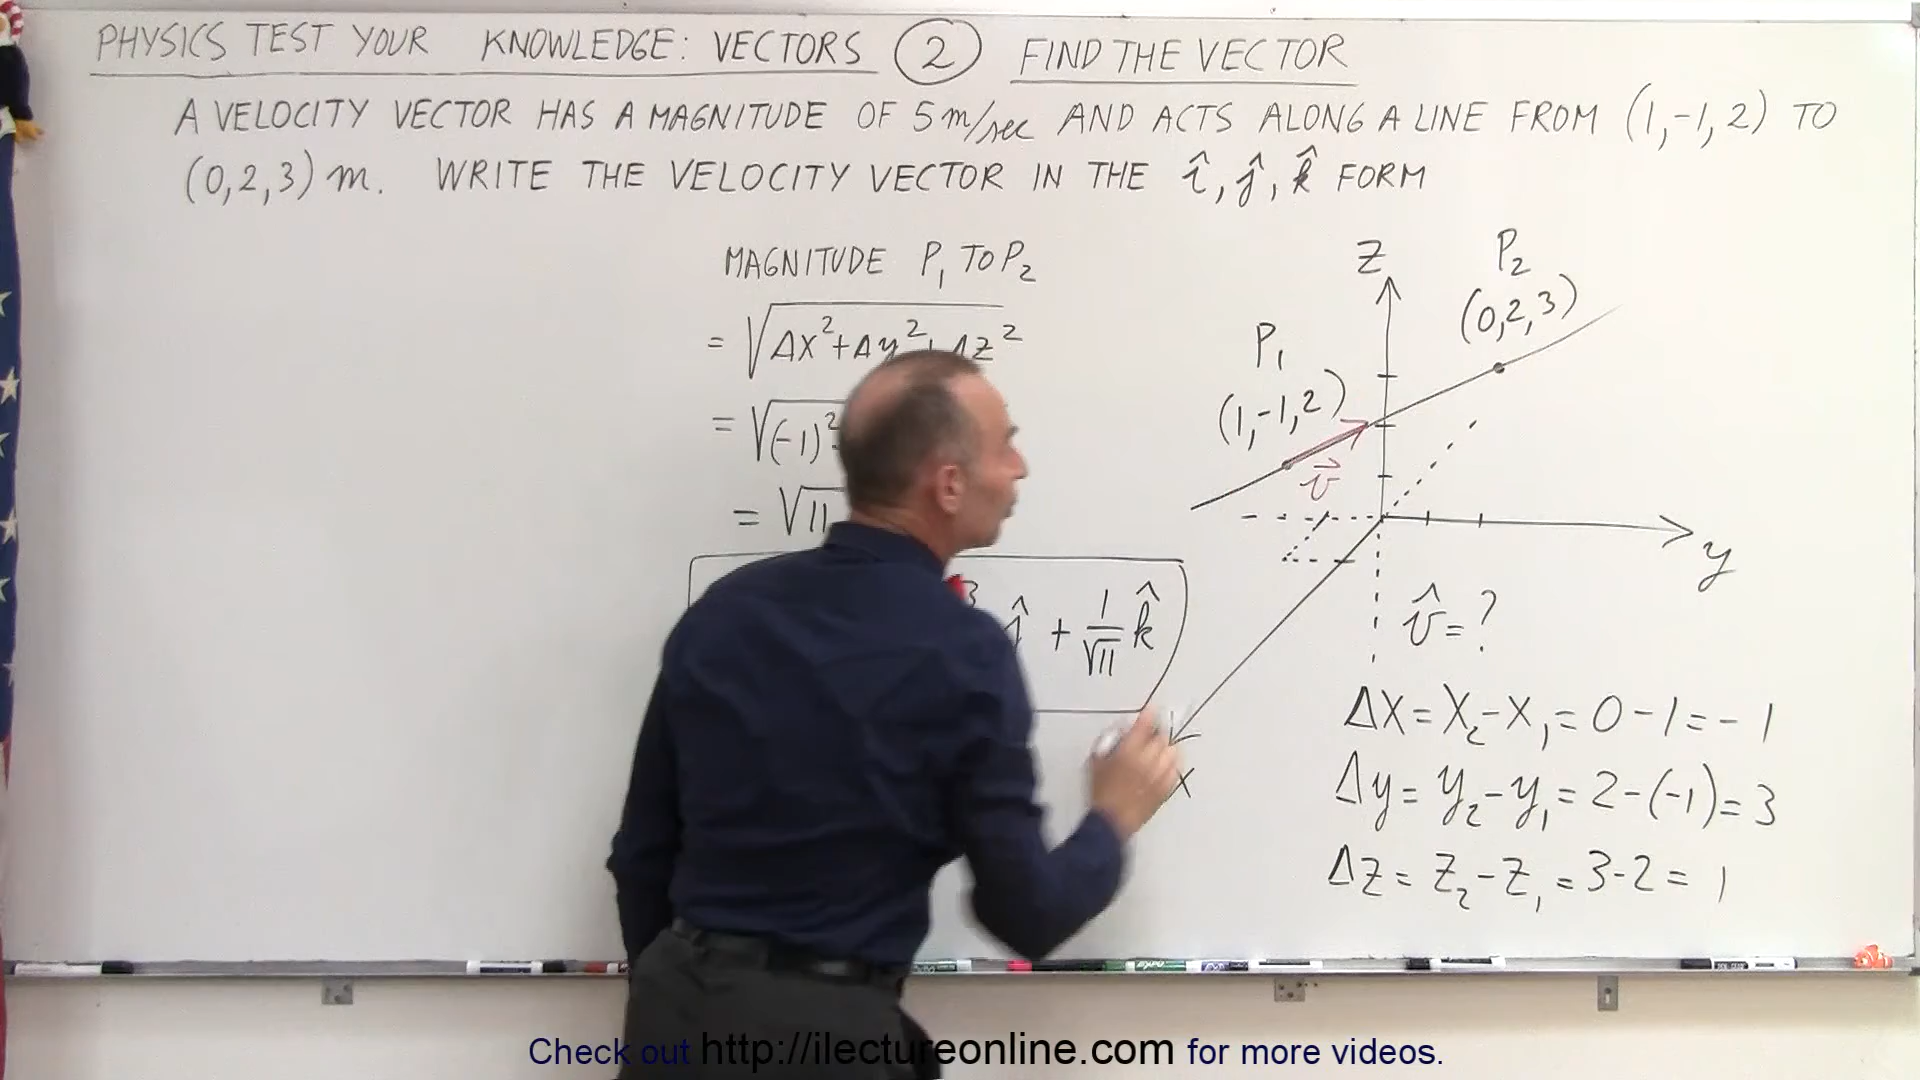 PHYSICS TEST YOUR KNOWLEDGE: VECTORS 2 FIND THE VECTOR
A VELOCITY VECTOR HAS A MAGNITUDE OF 5 m/sec AND ACTS ALONG A LINE FROM (1,-1,2) TO
(0,2,3) m. WRITE THE VELOCITY VECTOR IN THE î, ĵ, k̂ FORM
MAGNITUDE P₁ TO P₂
= √ΔX²+Δy²+ΔZ²
= √(-1)²
= √11
3
ĵ + 1/√11 k̂
Z
P₂
(0,2,3)
P₁
(1,-1,2)
v⃗
y
X
v̂ = ?
ΔX = X₂-X₁ = 0-1 = -1
Δy = y₂-y₁ = 2-(-1) = 3
ΔZ = Z₂-Z₁ = 3-2 = 1
Check out http://ilectureonline.com for more videos.